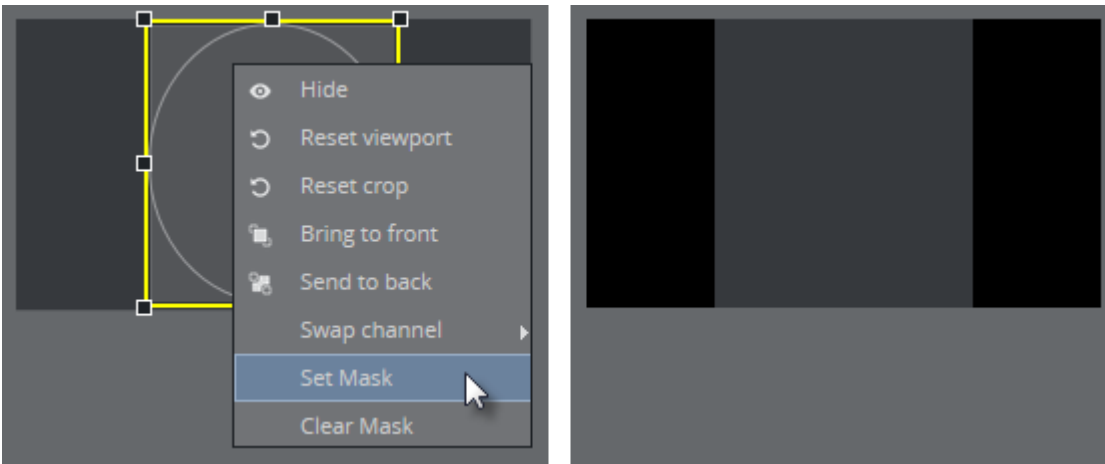 Hide
Reset viewport
Reset crop
Bring to front
Send to back
Swap channel
Set Mask
Clear Mask